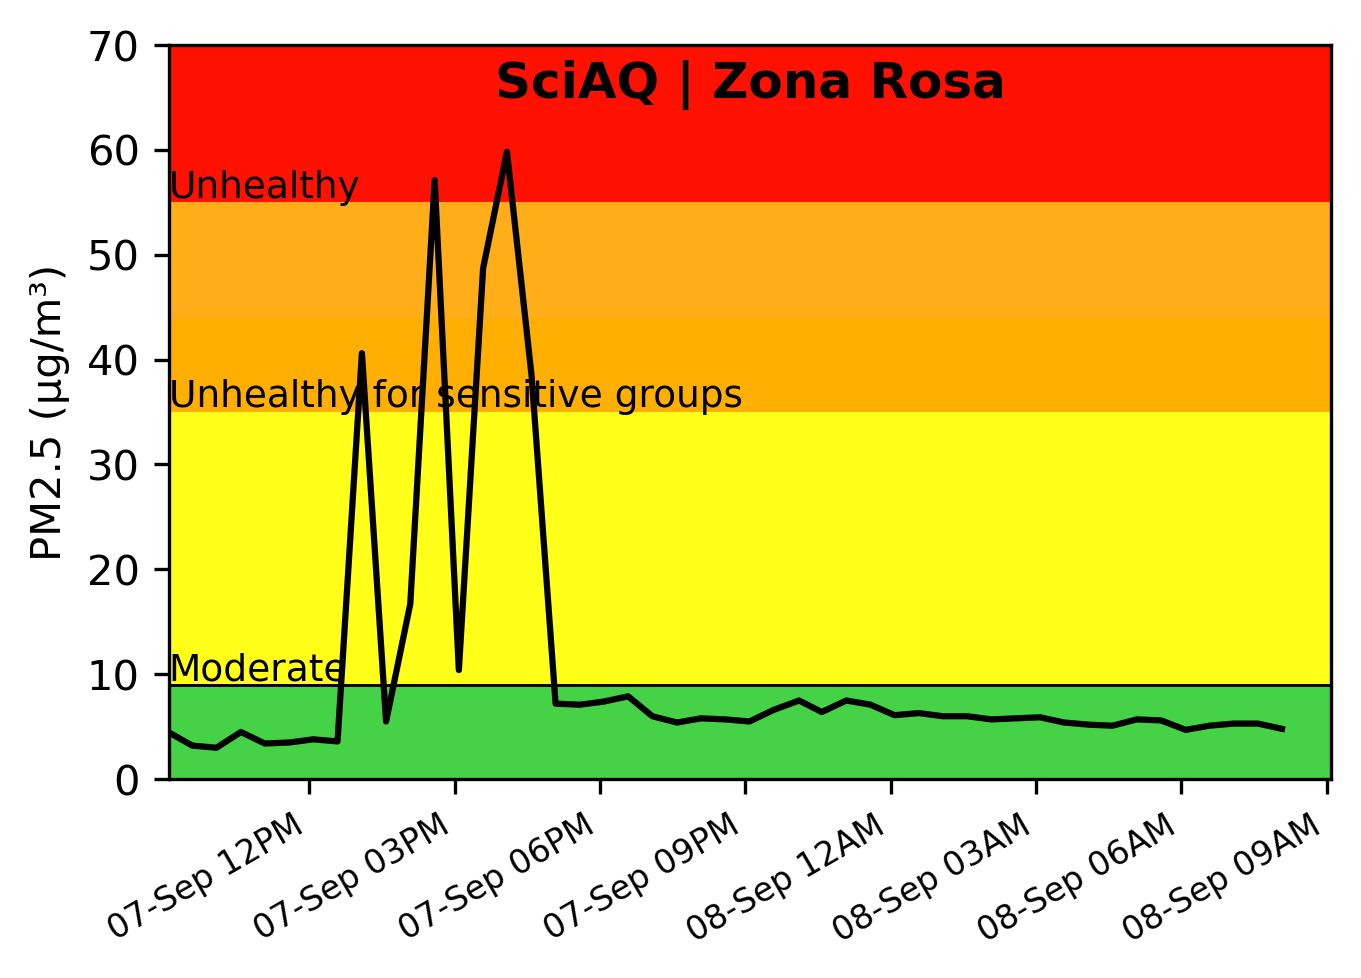 SciAQ | Zona Rosa
70
60
50
40
30
20
10
0
PM2.5 (µg/m³)
Unhealthy
Unhealthy for sensitive groups
Moderate
07-Sep 12PM
07-Sep 03PM
07-Sep 06PM
07-Sep 09PM
08-Sep 12AM
08-Sep 03AM
08-Sep 06AM
08-Sep 09AM